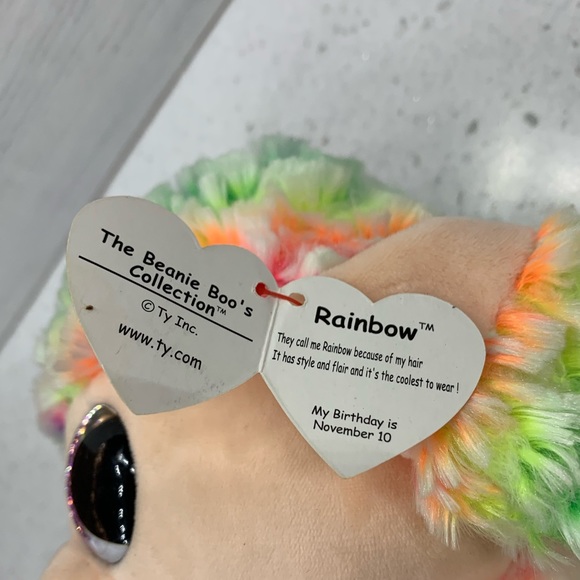 The Beanie Boo's
Collection™
© Ty Inc.
www.ty.com
Rainbow™
They call me Rainbow because of my hair
It has style and flair and it's the coolest to wear !
My Birthday is
November 10